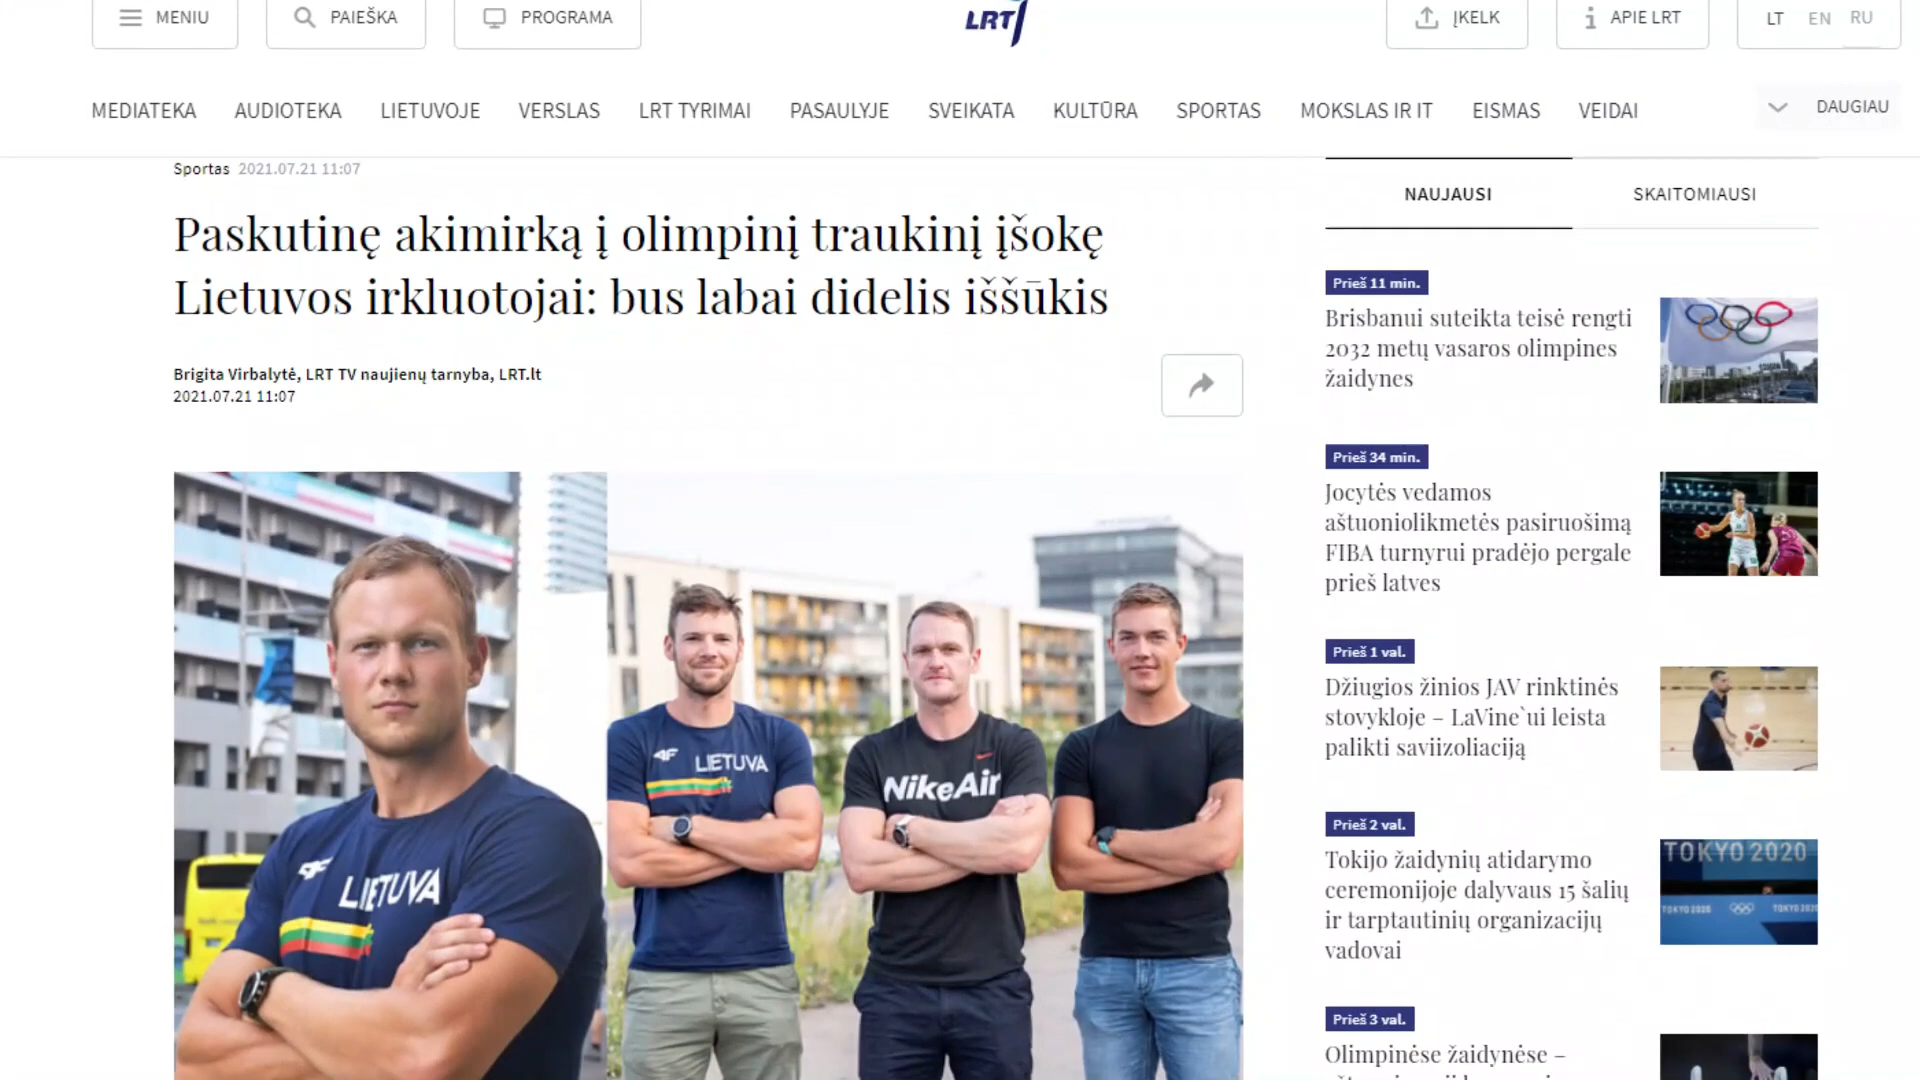 MENIU
PAIEŠKA
PROGRAMA
LRT
ĮKELK
APIE LRT
LT EN RU
MEDIATEKA AUDIOTEKA LIETUVOJE VERSLAS LRT TYRIMAI PASAULYJE SVEIKATA KULTŪRA SPORTAS MOKSLAS IR IT EISMAS VEIDAI DAUGIAU
Sportas 2021.07.21 11:07
Paskutinę akimirką į olimpinį traukinį įšokę
Lietuvos irkluotojai: bus labai didelis iššūkis
Brigita Virbalytė, LRT TV naujienų tarnyba, LRT.lt
2021.07.21 11:07
4F LIETUVA
4F LIETUVA
NikeAir
NAUJAUSI
SKAITOMIAUSI
Prieš 11 min.
Brisbanui suteikta teisė rengti
2032 metų vasaros olimpines
žaidynes
Prieš 34 min.
Jocytės vedamos
aštuoniolikmetės pasiruošimą
FIBA turnyrui pradėjo pergale
prieš latves
Prieš 1 val.
Džiugios žinios JAV rinktinės
stovykloje – LaVine`ui leista
palikti saviizoliaciją
Prieš 2 val.
Tokijo žaidynių atidarymo
ceremonijoje dalyvaus 15 šalių
ir tarptautinių organizacijų
vadovai
TOKYO 2020
TOKYO 2020
TOKYO 2020
Prieš 3 val.
Olimpinėse žaidynėse –